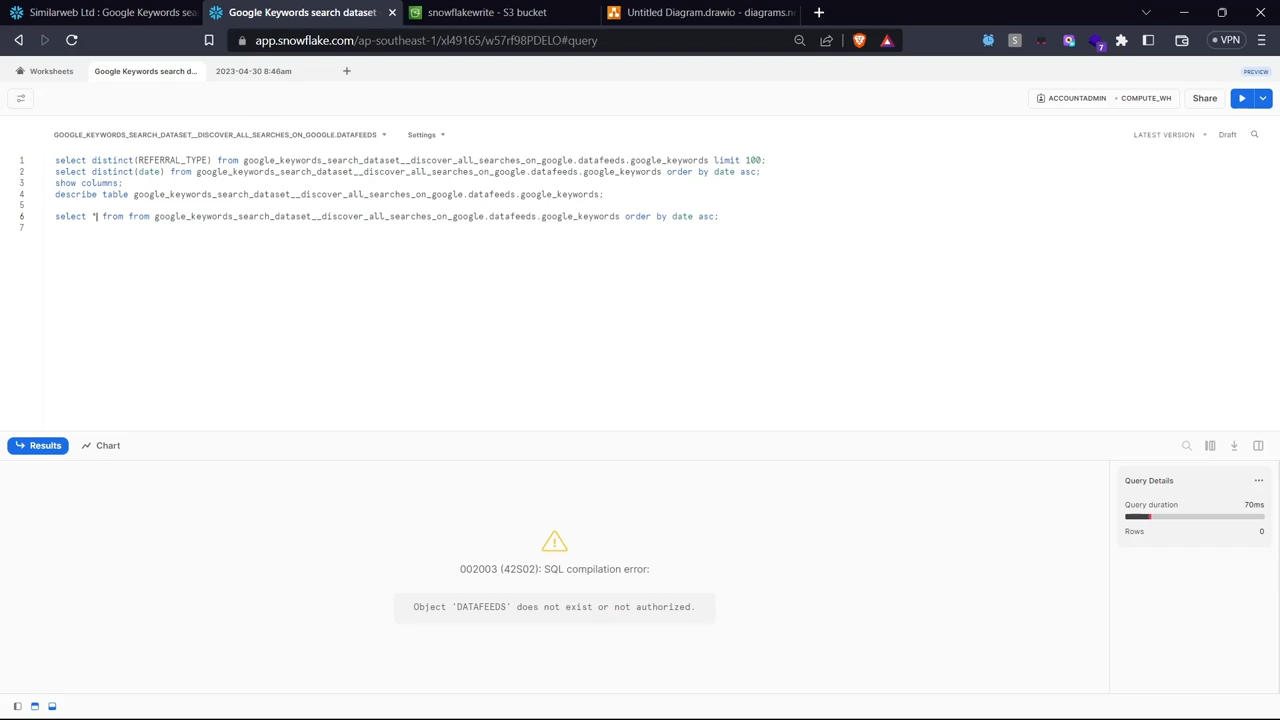 Similarweb Ltd : Google Keywords sea
Google Keywords search dataset
snowflakewrite - S3 bucket
Untitled Diagram.drawio - diagrams.ne
app.snowflake.com/ap-southeast-1/xl49165/w57rf98PDELO#query
S
7
VPN
Worksheets
Google Keywords search d...
2023-04-30 8:46am
PREVIEW
ACCOUNTADMIN
COMPUTE_WH
Share
GOOGLE_KEYWORDS_SEARCH_DATASET__DISCOVER_ALL_SEARCHES_ON_GOOGLE.DATAFEEDS
Settings
LATEST VERSION
Draft
1 select distinct(REFERRAL_TYPE) from google_keywords_search_dataset__discover_all_searches_on_google.datafeeds.google_keywords limit 100;
2 select distinct(date) from google_keywords_search_dataset__discover_all_searches_on_google.datafeeds.google_keywords order by date asc;
3 show columns;
4 describe table google_keywords_search_dataset__discover_all_searches_on_google.datafeeds.google_keywords;
5
6 select * from from google_keywords_search_dataset__discover_all_searches_on_google.datafeeds.google_keywords order by date asc;
7
Results
Chart
Query Details
...
Query duration 70ms
Rows 0
002003 (42S02): SQL compilation error:
Object 'DATAFEEDS' does not exist or not authorized.